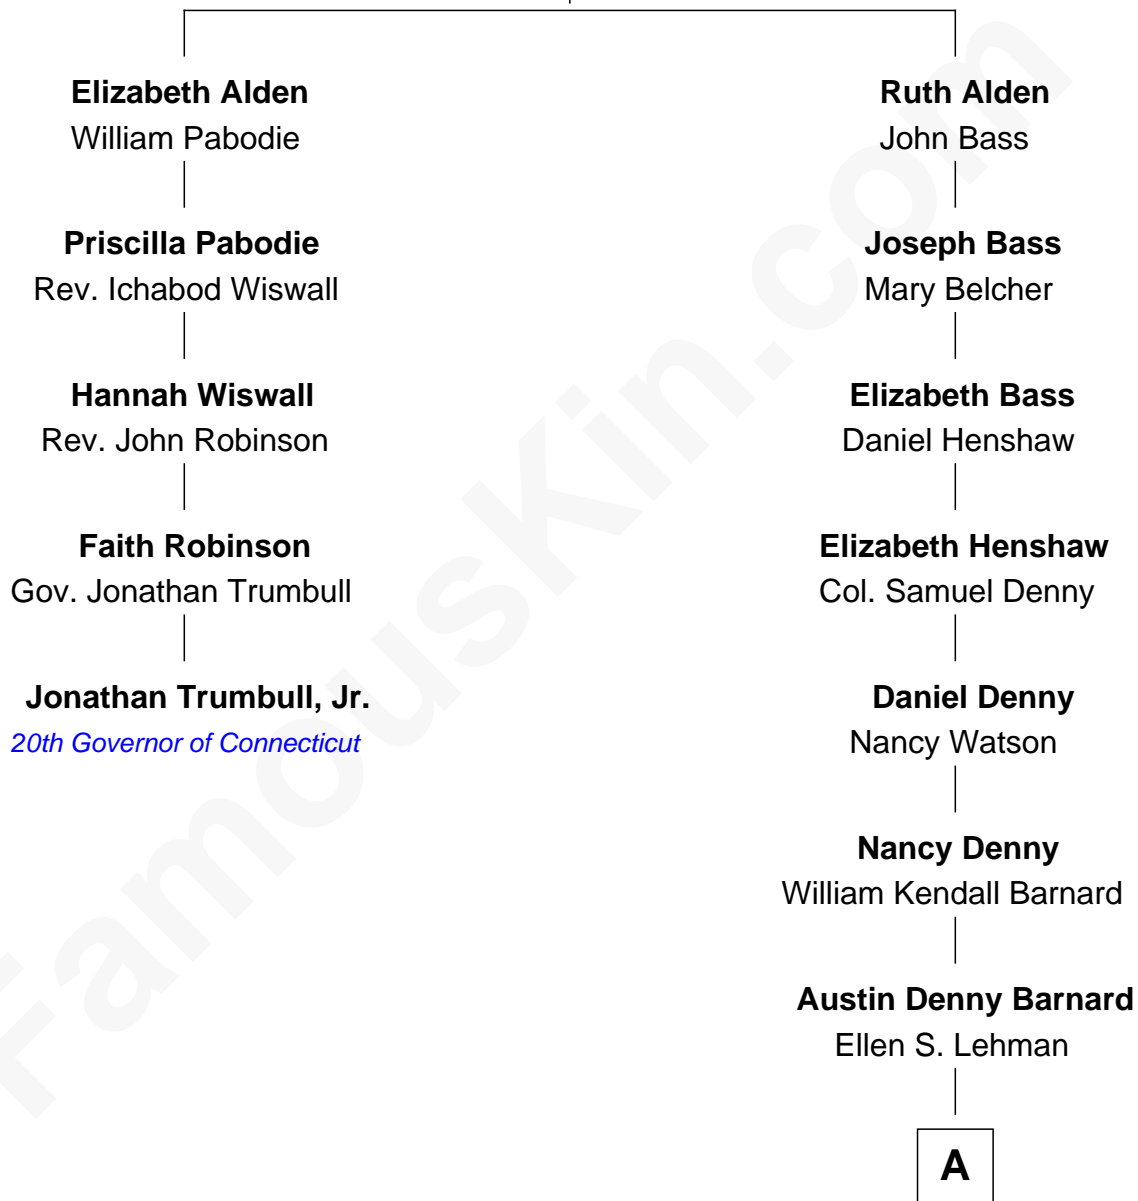 Elizabeth Alden
William Pabodie
Priscilla Pabodie
Rev. Ichabod Wiswall
Hannah Wiswall
Rev. John Robinson
Faith Robinson
Gov. Jonathan Trumbull
Jonathan Trumbull, Jr.
20th Governor of Connecticut
Ruth Alden
John Bass
Joseph Bass
Mary Belcher
Elizabeth Bass
Daniel Henshaw
Elizabeth Henshaw
Col. Samuel Denny
Daniel Denny
Nancy Watson
Nancy Denny
William Kendall Barnard
Austin Denny Barnard
Ellen S. Lehman
A
FamousKin.com